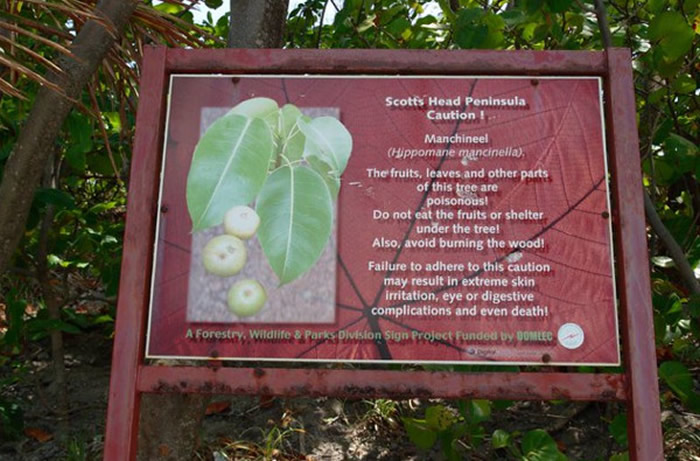 Scotts Head Peninsula
Caution !
Manchineel
(Hippomane mancinella).
The fruits, leaves and other parts
of this tree are
poisonous!
Do not eat the fruits or shelter
under the tree!
Also, avoid burning the wood!
Failure to adhere to this caution
may result in extreme skin
irritation, eye or digestive
complications and even death!
A Forestry, Wildlife & Parks Division Sign Project Funded by DOMLEC